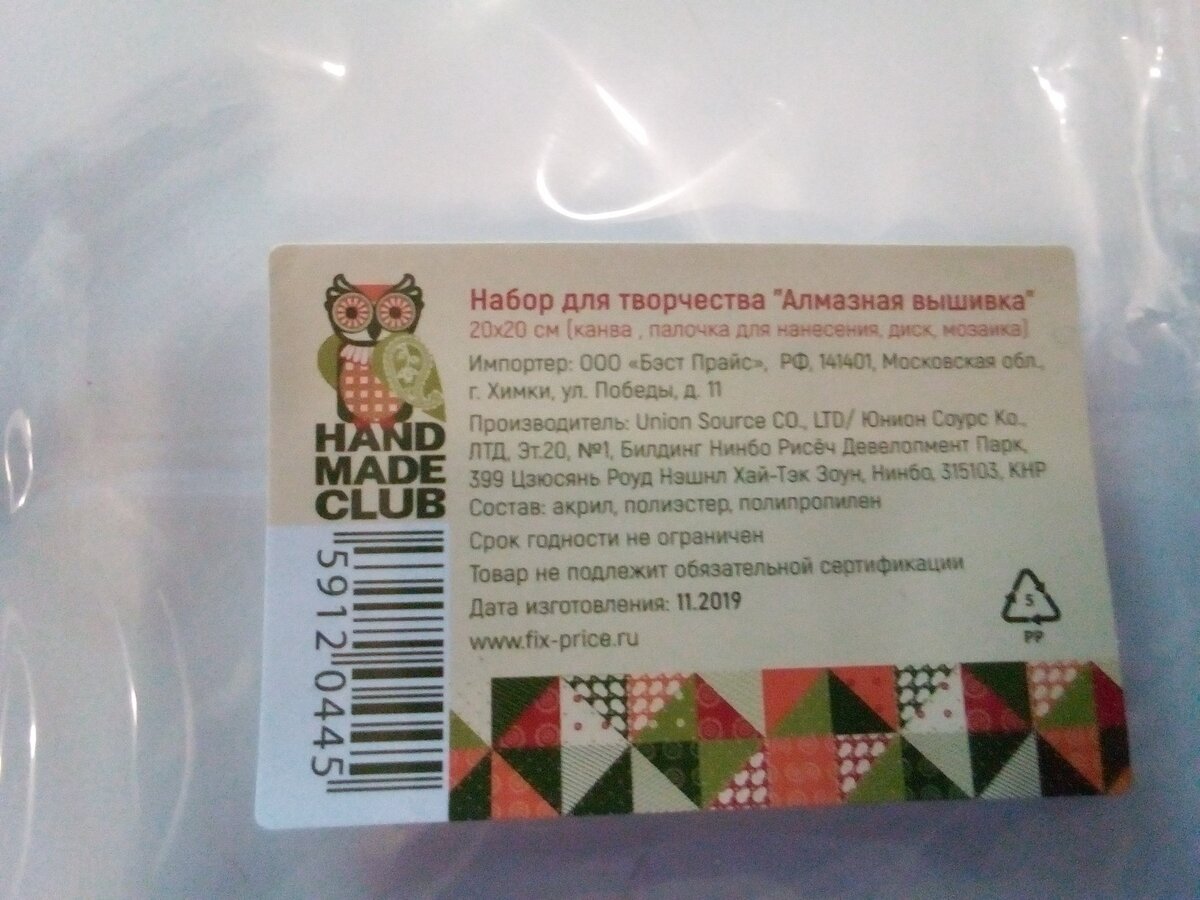 HAND
MADE
CLUB
59120445
Набор для творчества "Алмазная вышивка"
20x20 см (канва , палочка для нанесения, диск, мозаика)
Импортер: ООО «Бэст Прайс», РФ, 141401, Московская обл.,
г. Химки, ул. Победы, д. 11
Производитель: Union Source CO., LTD/ Юнион Соурс Ко.,
ЛТД, Эт.20, №1, Билдинг Нинбо Рисёч Девелопмент Парк,
399 Цзюсянь Роуд Нэшнл Хай-Тэк Зоун, Нинбо, 315103, КНР
Состав: акрил, полиэстер, полипропилен
Срок годности не ограничен
Товар не подлежит обязательной сертификации
Дата изготовления: 11.2019
www.fix-price.ru
5
PP